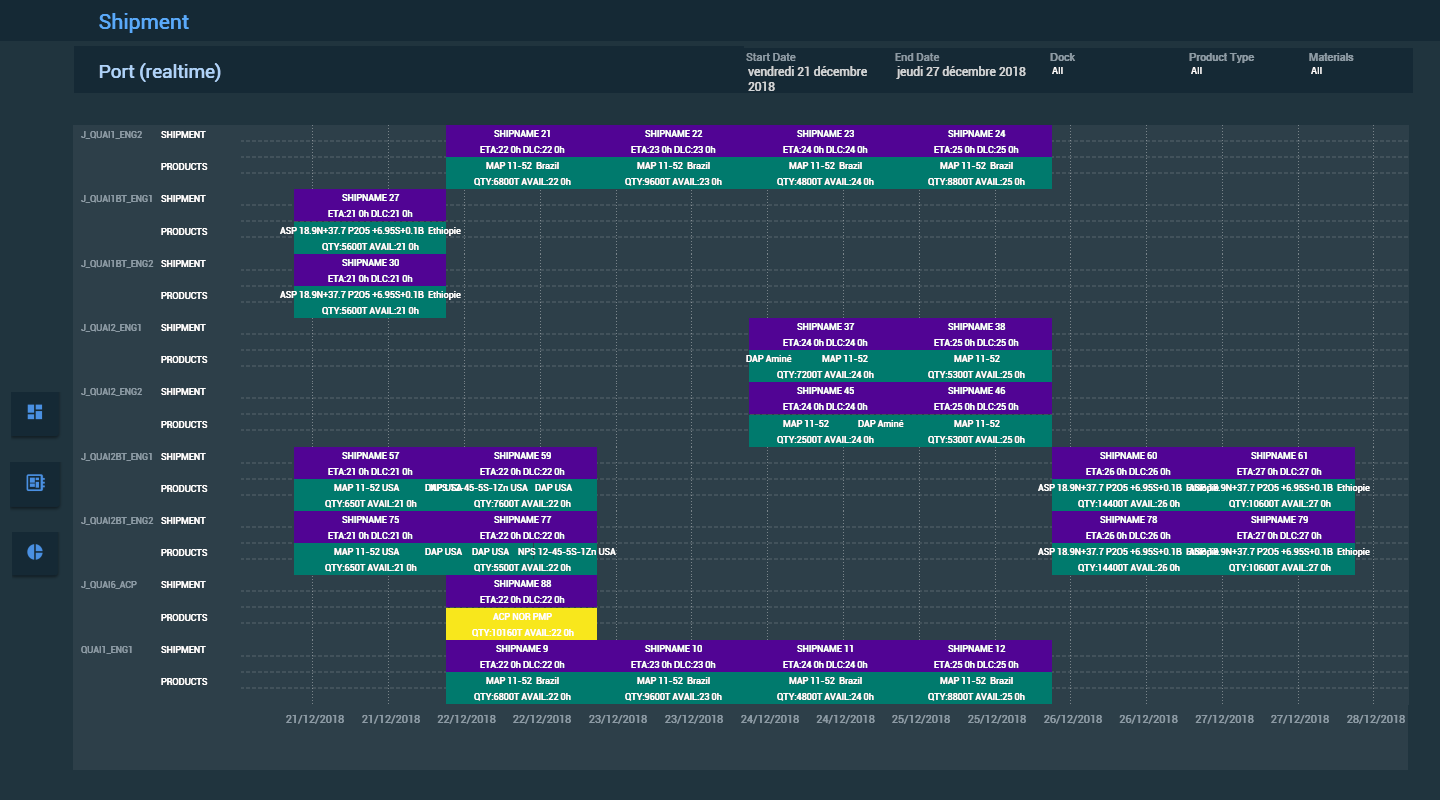 Shipment
Port (realtime)
Start Date
vendredi 21 décembre
2018
End Date
jeudi 27 décembre 2018
Dock
All
Product Type
All
Materials
All
J_QUAI1_ENG2 SHIPMENT SHIPNAME 21 SHIPNAME 22 SHIPNAME 23 SHIPNAME 24
ETA:22 0h DLC:22 0h ETA:23 0h DLC:23 0h ETA:24 0h DLC:24 0h ETA:25 0h DLC:25 0h
PRODUCTS MAP 11-52 Brazil MAP 11-52 Brazil MAP 11-52 Brazil MAP 11-52 Brazil
QTY:6800T AVAIL:22 0h QTY:9600T AVAIL:23 0h QTY:4800T AVAIL:24 0h QTY:8800T AVAIL:25 0h
J_QUAI1BT_ENG1 SHIPMENT SHIPNAME 27
ETA:21 0h DLC:21 0h
PRODUCTS ASP 18.9N+37.7 P2O5 +6.95S+0.1B Ethiopie
QTY:5600T AVAIL:21 0h
J_QUAI1BT_ENG2 SHIPMENT SHIPNAME 30
ETA:21 0h DLC:21 0h
PRODUCTS ASP 18.9N+37.7 P2O5 +6.95S+0.1B Ethiopie
QTY:5600T AVAIL:21 0h
J_QUAI2_ENG1 SHIPMENT SHIPNAME 37 SHIPNAME 38
ETA:24 0h DLC:24 0h ETA:25 0h DLC:25 0h
PRODUCTS DAP Aminé MAP 11-52 MAP 11-52
QTY:7200T AVAIL:24 0h QTY:5300T AVAIL:25 0h
J_QUAI2_ENG2 SHIPMENT SHIPNAME 45 SHIPNAME 46
ETA:24 0h DLC:24 0h ETA:25 0h DLC:25 0h
PRODUCTS MAP 11-52 DAP Aminé MAP 11-52
QTY:2500T AVAIL:24 0h QTY:5300T AVAIL:25 0h
J_QUAI2BT_ENG1 SHIPMENT SHIPNAME 57 SHIPNAME 59 SHIPNAME 60 SHIPNAME 61
ETA:21 0h DLC:21 0h ETA:22 0h DLC:22 0h ETA:26 0h DLC:26 0h ETA:27 0h DLC:27 0h
PRODUCTS MAP 11-52 USA 12-45-5S-1Zn USA DAP USA ASP 18.9N+37.7 P2O5 +6.95S+0.1B 18.9N+37.7 P2O5 +6.95S+0.1B Ethiopie
QTY:650T AVAIL:21 0h QTY:7600T AVAIL:22 0h QTY:14400T AVAIL:26 0h QTY:10600T AVAIL:27 0h
J_QUAI2BT_ENG2 SHIPMENT SHIPNAME 75 SHIPNAME 77 SHIPNAME 78 SHIPNAME 79
ETA:21 0h DLC:21 0h ETA:22 0h DLC:22 0h ETA:26 0h DLC:26 0h ETA:27 0h DLC:27 0h
PRODUCTS MAP 11-52 USA DAP USA DAP USA NPS 12-45-5S-1Zn USA ASP 18.9N+37.7 P2O5 +6.95S+0.1B 18.9N+37.7 P2O5 +6.95S+0.1B Ethiopie
QTY:650T AVAIL:21 0h QTY:5500T AVAIL:22 0h QTY:14400T AVAIL:26 0h QTY:10600T AVAIL:27 0h
J_QUAI6_ACP SHIPMENT SHIPNAME 88
ETA:22 0h DLC:22 0h
PRODUCTS ACP NOR PMP
QTY:10160T AVAIL:22 0h
QUAI1_ENG1 SHIPMENT SHIPNAME 9 SHIPNAME 10 SHIPNAME 11 SHIPNAME 12
ETA:22 0h DLC:22 0h ETA:23 0h DLC:23 0h ETA:24 0h DLC:24 0h ETA:25 0h DLC:25 0h
PRODUCTS MAP 11-52 Brazil MAP 11-52 Brazil MAP 11-52 Brazil MAP 11-52 Brazil
QTY:6800T AVAIL:22 0h QTY:9600T AVAIL:23 0h QTY:4800T AVAIL:24 0h QTY:8800T AVAIL:25 0h
21/12/2018 21/12/2018 22/12/2018 22/12/2018 23/12/2018 23/12/2018 24/12/2018 24/12/2018 25/12/2018 25/12/2018 26/12/2018 26/12/2018 27/12/2018 27/12/2018 28/12/2018